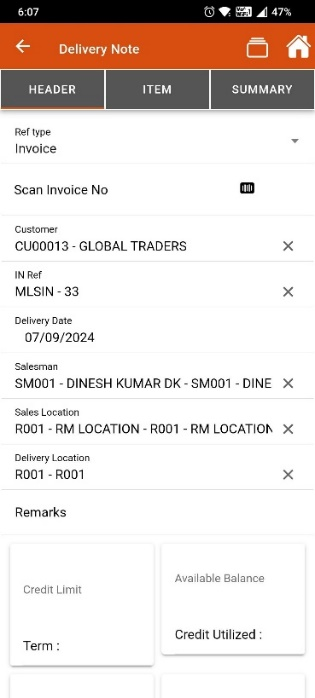 6:07
47%
Delivery Note
HEADER
ITEM
SUMMARY
Ref type
Invoice
Scan Invoice No
Customer
CU00013 - GLOBAL TRADERS
IN Ref
MLSIN - 33
Delivery Date
07/09/2024
Salesman
SM001 - DINESH KUMAR DK - SM001 - DINE
Sales Location
R001 - RM LOCATION - R001 - RM LOCATION
Delivery Location
R001 - R001
Remarks
Credit Limit
Term :
Available Balance
Credit Utilized :